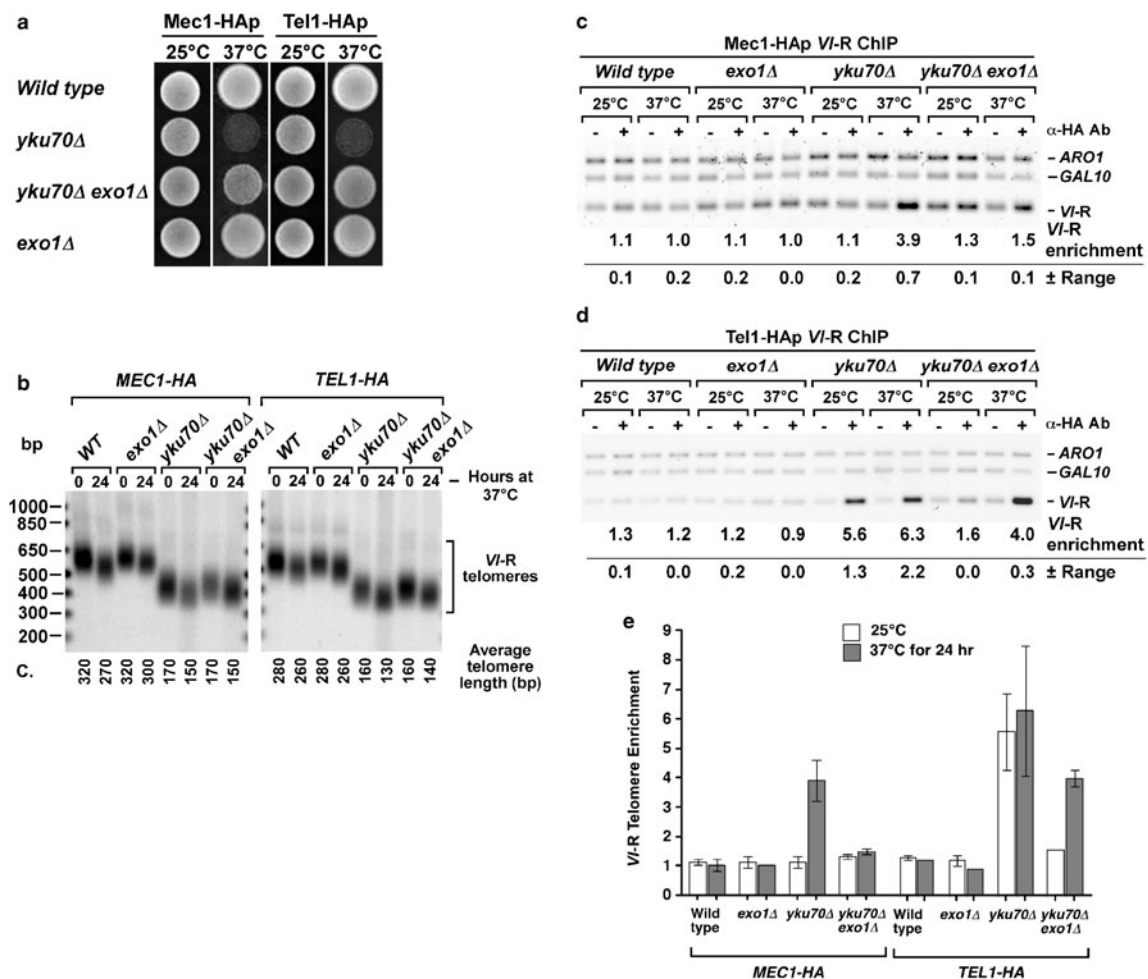 a
Mec1-HAp Tel1-HAp
25°C 37°C 25°C 37°C
Wild type
yku70Δ
yku70Δ exo1Δ
exo1Δ
b
MEC1-HA TEL1-HA
bp
WT exo1Δ yku70Δ yku70Δ exo1Δ WT exo1Δ yku70Δ yku70Δ exo1Δ
0 24 0 24 0 24 0 24 0 24 0 24 0 24 0 24 – Hours at 37°C
1000
850
650
500
400
300
200
VI-R telomeres
C.
320 270 320 300 170 150 170 150 280 260 280 260 160 130 160 140
Average telomere length (bp)
c
Mec1-HAp VI-R ChIP
Wild type exo1Δ yku70Δ yku70Δ exo1Δ
25°C 37°C 25°C 37°C 25°C 37°C 25°C 37°C
- + - + - + - + - + - + - + - + α-HA Ab
– ARO1
– GAL10
– VI-R
1.1 1.0 1.1 1.0 1.1 3.9 1.3 1.5 VI-R enrichment
0.1 0.2 0.2 0.0 0.2 0.7 0.1 0.1 ± Range
d
Tel1-HAp VI-R ChIP
Wild type exo1Δ yku70Δ yku70Δ exo1Δ
25°C 37°C 25°C 37°C 25°C 37°C 25°C 37°C
- + - + - + - + - + - + - + - + α-HA Ab
– ARO1
– GAL10
– VI-R
1.3 1.2 1.2 0.9 5.6 6.3 1.6 4.0 VI-R enrichment
0.1 0.0 0.2 0.0 1.3 2.2 0.0 0.3 ± Range
e
25°C
37°C for 24 hr
VI-R Telomere Enrichment
9
8
7
6
5
4
3
2
1
0
Wild type exo1Δ yku70Δ yku70Δ exo1Δ Wild type exo1Δ yku70Δ yku70Δ exo1Δ
MEC1-HA TEL1-HA